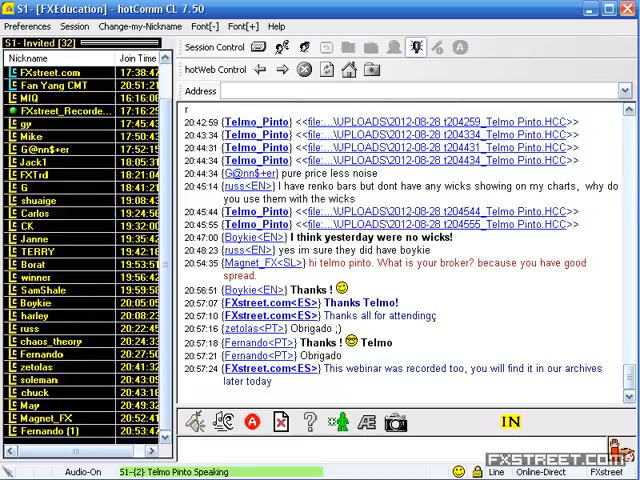 S1- [FXEducation] - hotComm CL 7.50
Preferences Session Change-my-Nickname Font[-] Font[+] Help
S1- Invited [32]
Nickname Join Time
FXstreet.com 17:38:47
Fan Yang CMT 20:51:21
MIQ 16:16:06
FXstreet_Recorde... 17:16:29
gy 17:45:43
Mike 17:50:43
G@nn$+er 17:52:15
Jack1 18:05:31
FXTrd 18:21:04
G 18:41:21
shuaige 19:08:43
Carlos 19:24:56
CK 19:32:00
Janne 19:37:35
TERRY 19:39:16
Borat 19:53:59
winner 19:56:42
SamShale 19:58:49
Boykie 20:05:31
harley 20:08:23
russ 20:22:45
chaos_theory 20:24:40
Fernando 20:27:50
zetolas 20:41:27
soleman 20:43:10
chuck 20:43:16
May 20:49:32
Magnet_FX 20:52:41
Fernando (1) 20:53:47
Session Control
hotWeb Control
Address
r
20:42:59 {Telmo_Pinto} <<file:...\UPLOADS\2012-08-28 t204259_Telmo Pinto.HCC>>
20:43:34 {Telmo_Pinto} <<file:...\UPLOADS\2012-08-28 t204334_Telmo Pinto.HCC>>
20:44:31 {Telmo_Pinto} <<file:...\UPLOADS\2012-08-28 t204431_Telmo Pinto.HCC>>
20:44:34 {Telmo_Pinto} <<file:...\UPLOADS\2012-08-28 t204434_Telmo Pinto.HCC>>
20:44:34 {G@nn$+er} pure price less noise
20:45:14 {russ<EN>} I have renko bars but dont have any wicks showing on my charts, why do
you use them with the wicks
20:45:44 {Telmo_Pinto} <<file:...\UPLOADS\2012-08-28 t204544_Telmo Pinto.HCC>>
20:45:55 {Telmo_Pinto} <<file:...\UPLOADS\2012-08-28 t204555_Telmo Pinto.HCC>>
20:47:00 {Boykie<EN>} I think yesterday were no wicks!
20:48:23 {russ<EN>} yes im sure they did have boykie
20:54:35 {Magnet_FX<SL>} hi telmo pinto. What is your broker? because you have good
spread.
20:56:51 {Boykie<EN>} Thanks !
20:57:07 {FXstreet.com<ES>} Thanks Telmo!
20:57:10 {FXstreet.com<ES>} Thanks all for attendingç
20:57:16 {zetolas<PT>} Obrigado ;)
20:57:18 {Fernando<PT>} Thanks ! Telmo
20:57:21 {Fernando<PT>} Obrigado
20:57:24 {FXstreet.com<ES>} This webinar was recorded too, you will find it in our archives
later today
IN
FXSTREET.COM
Audio-On S1-{2} Telmo Pinto Speaking Line Online-Direct FXstreet